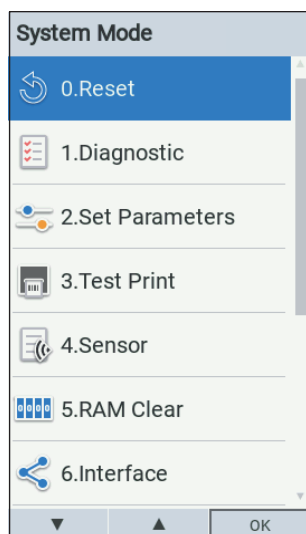 System Mode
0.Reset
1.Diagnostic
2.Set Parameters
3.Test Print
4.Sensor
5.RAM Clear
6.Interface
▼ ▲ OK